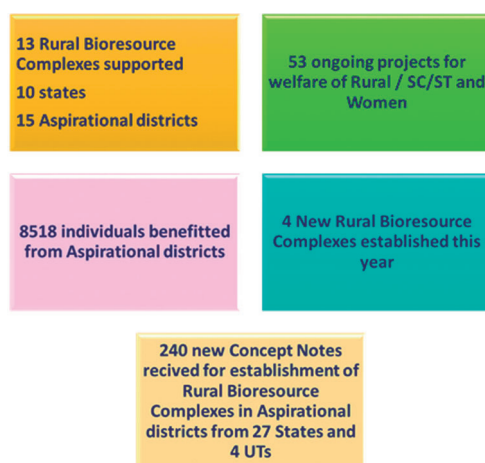 13 Rural Bioresource
Complexes supported
10 states
15 Aspirational districts
53 ongoing projects for
welfare of Rural / SC/ST and
Women
8518 individuals benefitted
from Aspirational districts
4 New Rural Bioresource
Complexes established this
year
240 new Concept Notes
recived for establishment of
Rural Bioresource
Complexes in Aspirational
districts from 27 States and
4 UTs